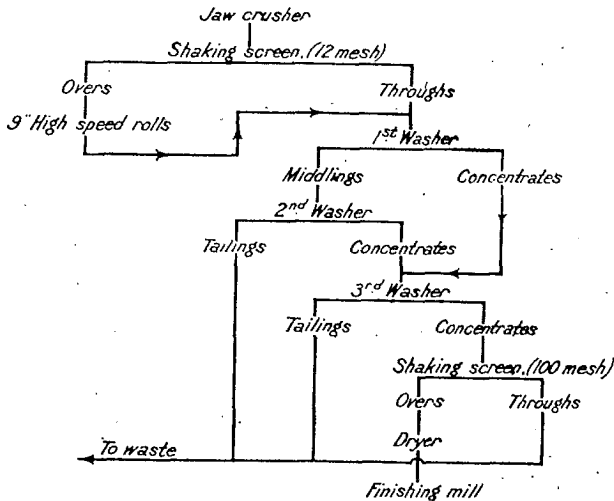 Jaw crusher
Shaking screen, (12 mesh)
Overs
Throughs
9" High speed rolls
1st Washer
Middlings
Concentrates
2nd Washer
Tailings
Concentrates
3rd Washer
Tailings
Concentrates
Shaking screen, (100 mesh)
Overs
Throughs
Dryer
To waste
Finishing mill